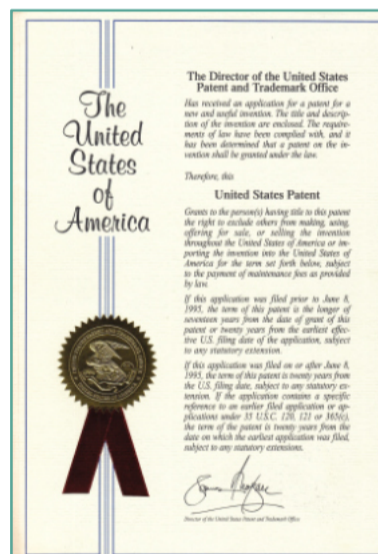 The
United
States
of
America
The Director of the United States
Patent and Trademark Office
Has received an application for a patent for a
new and useful invention. The title and descrip-
tion of the invention are enclosed. The require-
ments of law have been complied with, and it
has been determined that a patent on the in-
vention shall be granted under the law.
Therefore, this
United States Patent
Grants to the person(s) having title to this patent
the right to exclude others from making, using,
offering for sale, or selling the invention
throughout the United States of America or im-
porting the invention into the United States of
America for the term set forth below, subject
to the payment of maintenance fees as provided
by law.
If this application was filed prior to June 8,
1995, the term of this patent is the longer of
seventeen years from the date of grant of this
patent or twenty years from the earliest effec-
tive U.S. filing date of the application, subject
to any statutory extension.
If this application was filed on or after June 8,
1995, the term of this patent is twenty years from
the U.S. filing date, subject to any statutory ex-
tension. If the application contains a specific
reference to an earlier filed application or ap-
plications under 35 U.S.C. 120, 121 or 365(c),
the term of the patent is twenty years from the
date on which the earliest application was filed,
subject to any statutory extensions.
Director of the United States Patent and Trademark Office